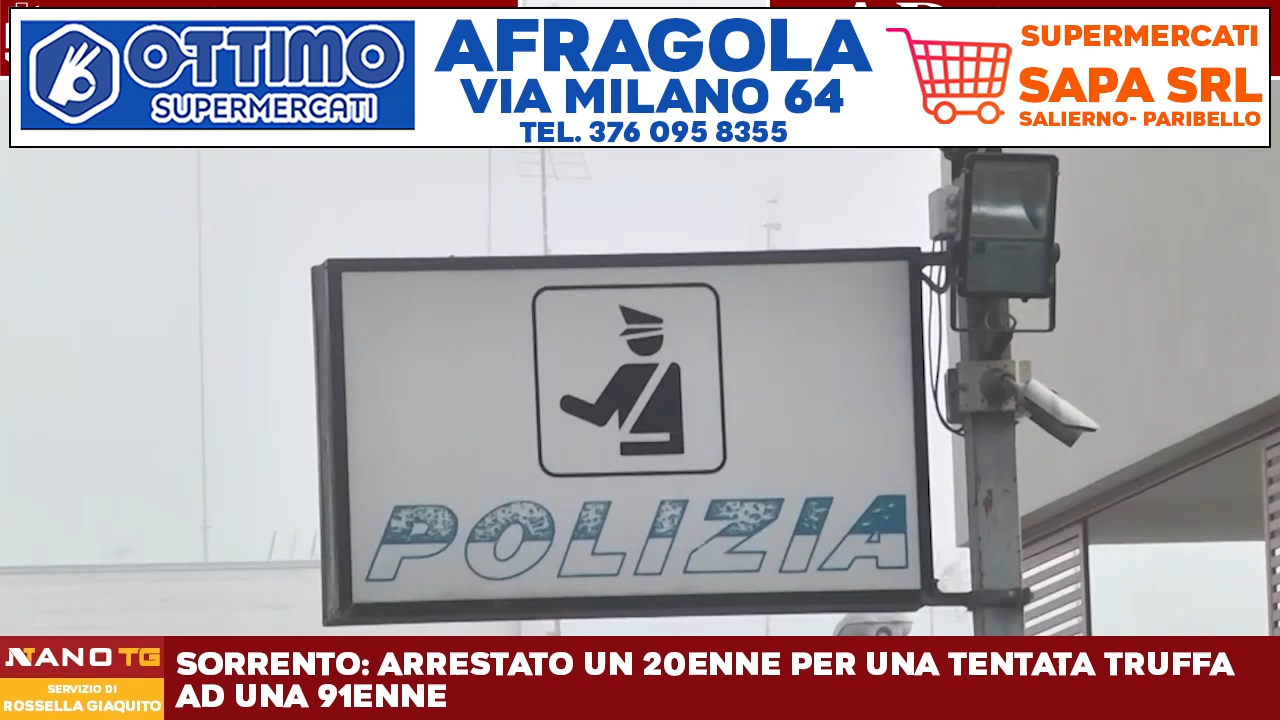 OTTIMO
SUPERMERCATI
AFRAGOLA
VIA MILANO 64
TEL. 376 095 8355
SUPERMERCATI
SAPA SRL
SALIERNO- PARIBELLO
POLIZIA
NANO TG
SERVIZIO DI
ROSSELLA GIAQUITO
SORRENTO: ARRESTATO UN 20ENNE PER UNA TENTATA TRUFFA
AD UNA 91ENNE